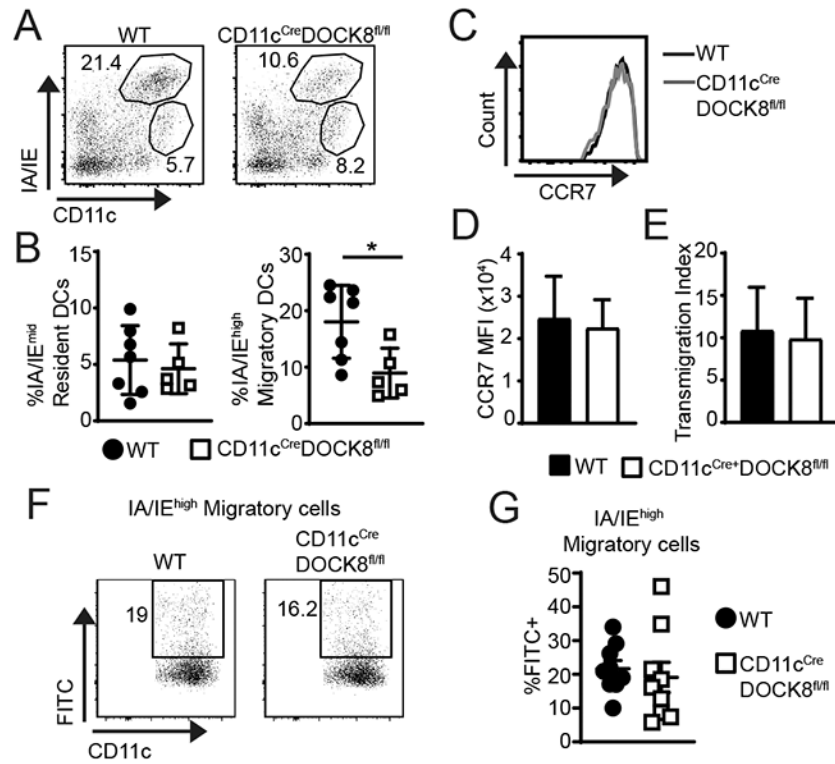 A
WT
CD11c^Cre DOCK8^fl/fl
21.4
5.7
10.6
8.2
IA/IE
CD11c
B
%IA/IE^mid
Resident DCs
15
10
5
0
%IA/IE^high
Migratory DCs
30
20
10
0
*
WT
CD11c^Cre DOCK8^fl/fl
C
Count
CCR7
WT
CD11c^Cre
DOCK8^fl/fl
D
CCR7 MFI (x10^4)
4
3
2
1
0
E
Transmigration Index
20
15
10
5
0
WT
CD11c^Cre+DOCK8^fl/fl
F
IA/IE^high Migratory cells
WT
CD11c^Cre
DOCK8^fl/fl
19
16.2
FITC
CD11c
G
IA/IE^high
Migratory cells
%FITC+
50
40
30
20
10
0
WT
CD11c^Cre
DOCK8^fl/fl